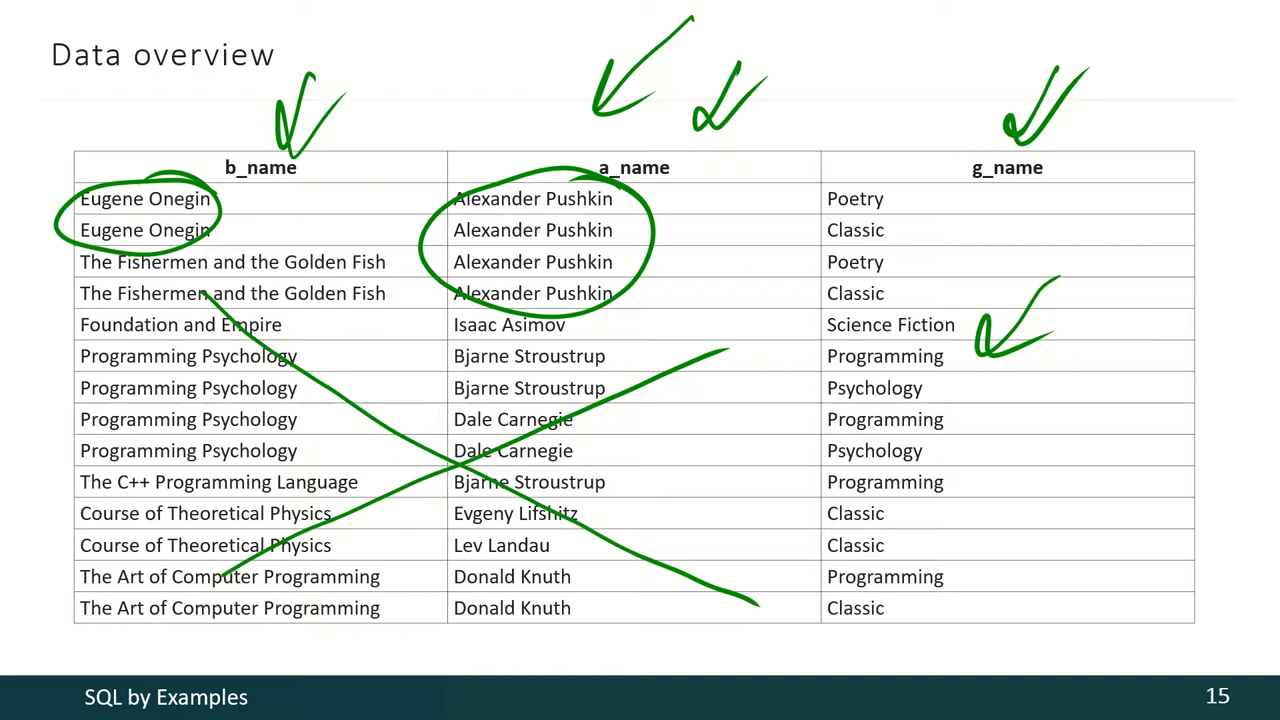 Data overview
b_name a_name g_name
Eugene Onegin Alexander Pushkin Poetry
Eugene Onegin Alexander Pushkin Classic
The Fishermen and the Golden Fish Alexander Pushkin Poetry
The Fishermen and the Golden Fish Alexander Pushkin Classic
Foundation and Empire Isaac Asimov Science Fiction
Programming Psychology Bjarne Stroustrup Programming
Programming Psychology Bjarne Stroustrup Psychology
Programming Psychology Dale Carnegie Programming
Programming Psychology Dale Carnegie Psychology
The C++ Programming Language Bjarne Stroustrup Programming
Course of Theoretical Physics Evgeny Lifshitz Classic
Course of Theoretical Physics Lev Landau Classic
The Art of Computer Programming Donald Knuth Programming
The Art of Computer Programming Donald Knuth Classic
SQL by Examples 15